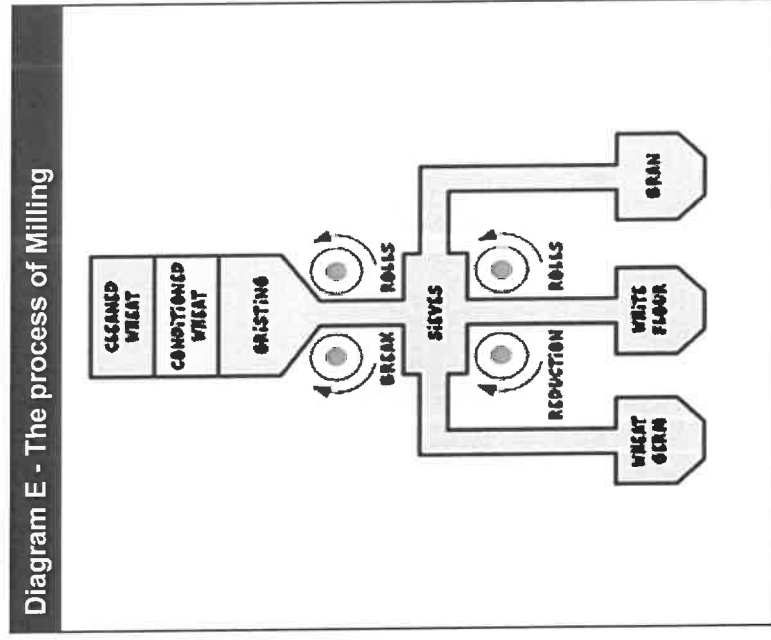 Diagram E - The process of Milling
CLEANED
WHEAT
CONDITIONED
WHEAT
GRISTING
BREAK
ROLLS
SIEVES
REDUCTION
ROLLS
WHEAT
GERM
WHITE
FLOUR
BRAN